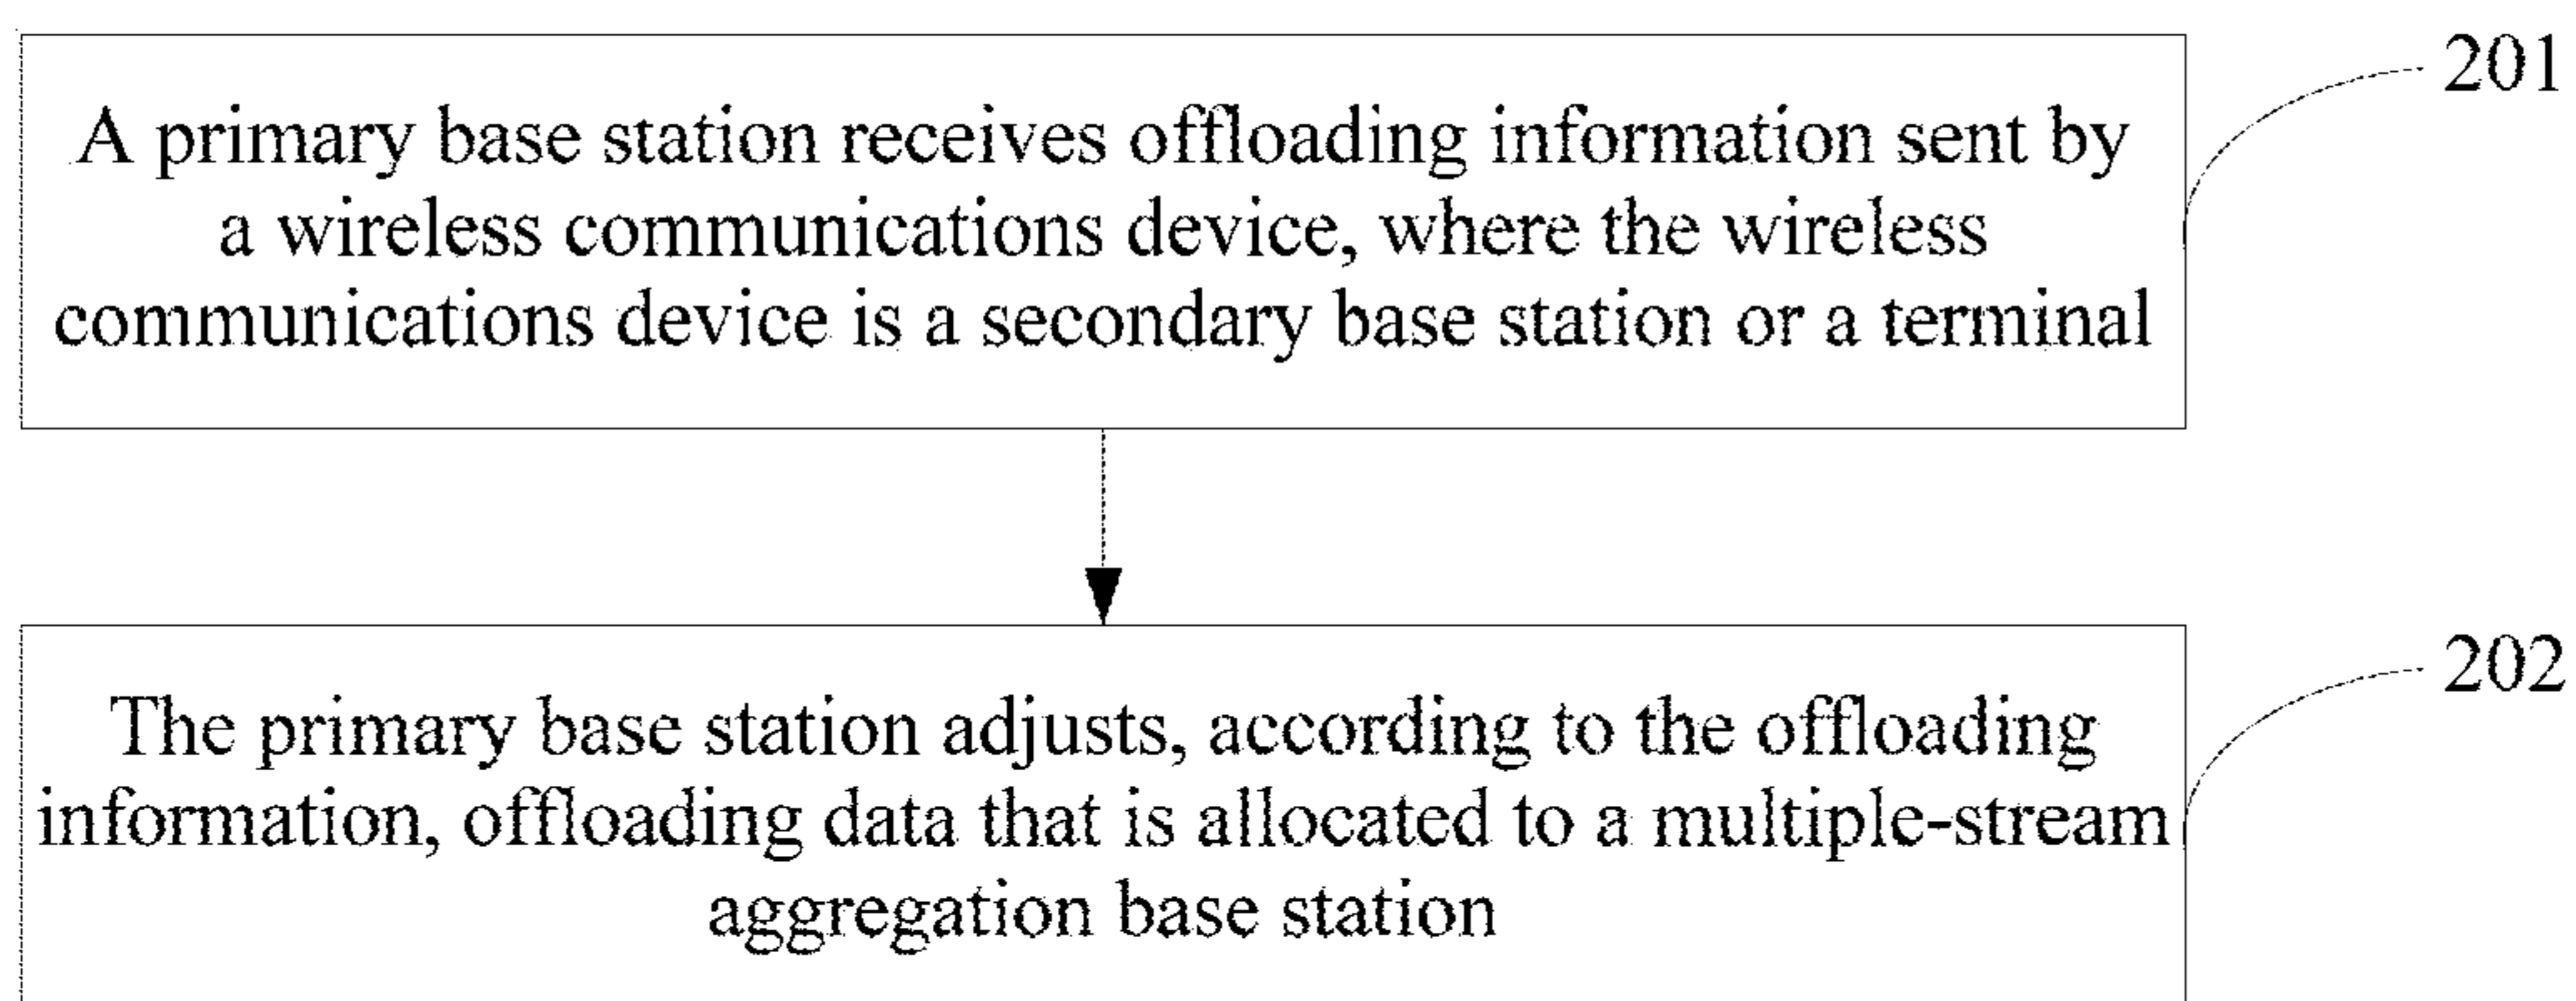 A primary base station receives offloading information sent by
a wireless communications device, where the wireless
communications device is a secondary base station or a terminal
201
The primary base station adjusts, according to the offloading
information, offloading data that is allocated to a multiple-stream
aggregation base station
202